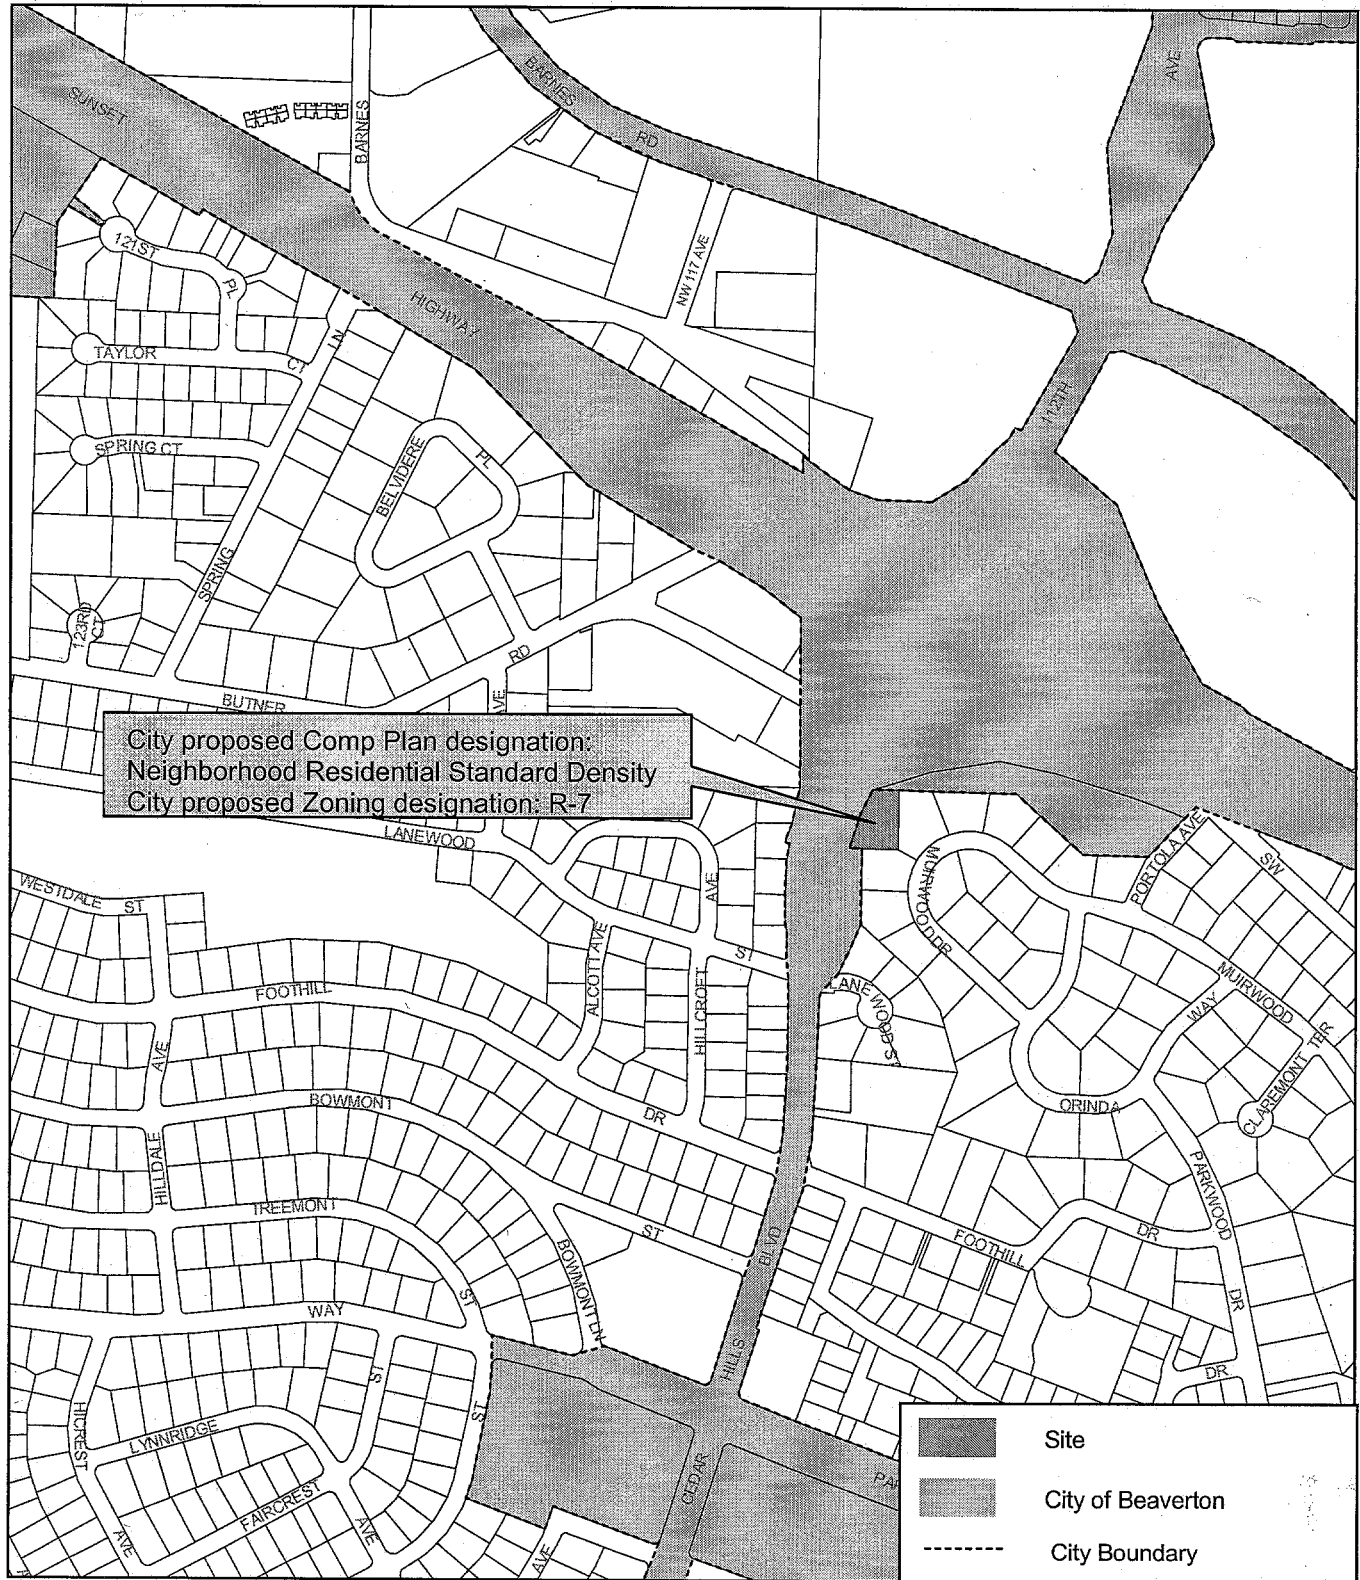 SUNSET
BARNES
BARNES
RD
AVE
121ST
PL
NW 117 AVE
HIGHWAY
TAYLOR
CT
LN
112TH
SPRING CT
BELVIDERE
PL
SPRING
123RD
CT
RD
BUTNER
AVE
City proposed Comp Plan designation:
Neighborhood Residential Standard Density
City proposed Zoning designation: R-7
LANEWOOD
MUIRWOOD DR
PORTOLA AVE
SW
WESTDALE ST
AVE
ALCOTT AVE
ST
FOOTHILL
LANEWOOD ST
MUIRWOOD
WAY
HILLCROFT
AVE
CLAREMONT TER
BOWMONT
DR
ORINDA
HILLDALE
PARKWOOD
TREEMONT
ST
BLVD
FOOTHILL
DR
BOWMONT LN
ST
DR
WAY
HILLS
DR
ST
HICREST
LYNNRIDGE
ST
CEDAR
FAIRCREST
AVE
AVE
AVE
Site
City of Beaverton
City Boundary